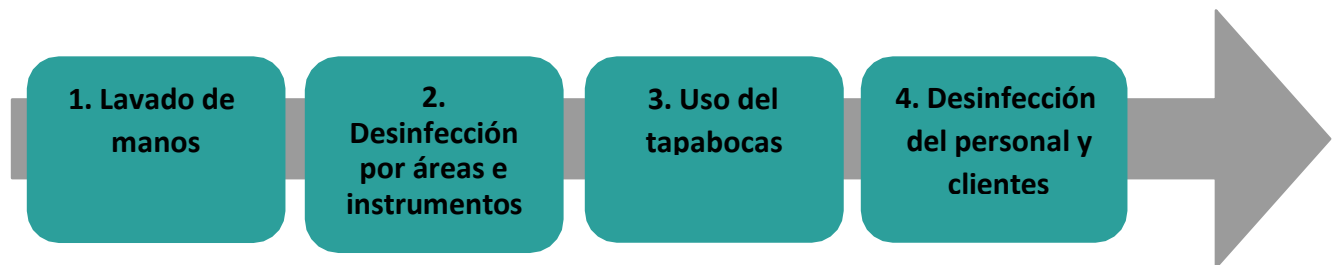 1. Lavado de
manos
2.
Desinfección
por áreas e
instrumentos
3. Uso del
tapabocas
4. Desinfección
del personal y
clientes